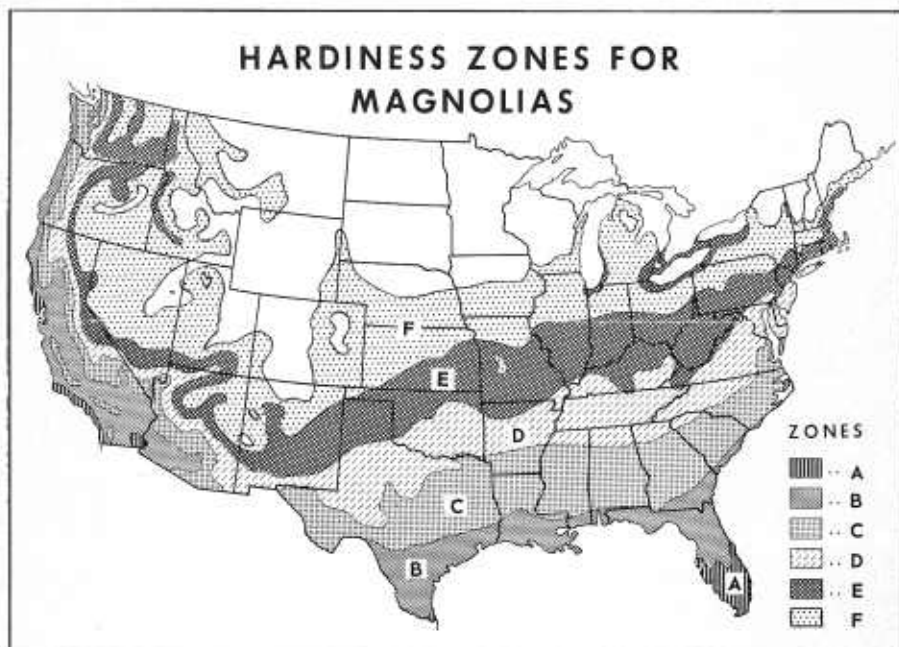 HARDINESS ZONES FOR
MAGNOLIAS
F
E
D
C
B
A
ZONES
.. A
.. B
.. C
.. D
.. E
.. F